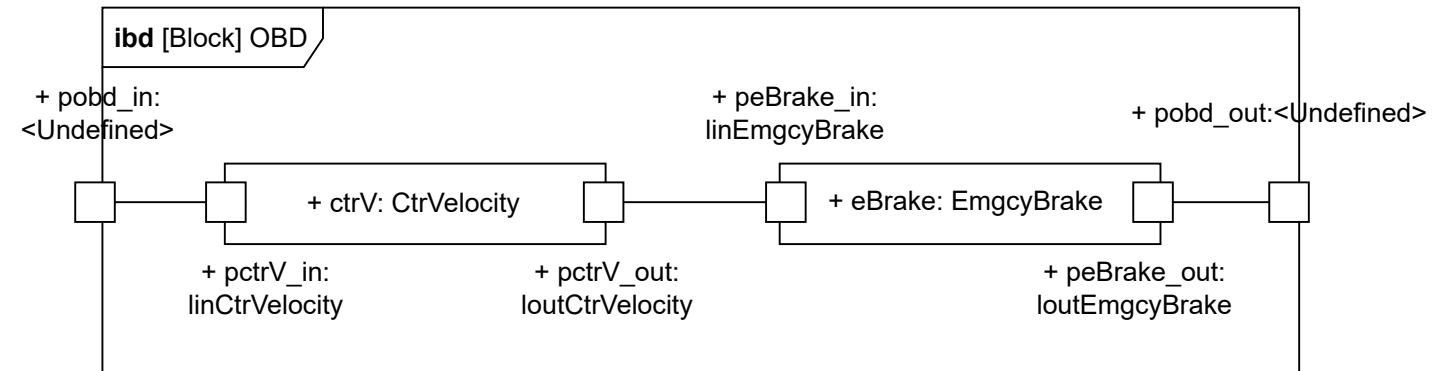 ibd [Block] OBD
+ pobd_in:
<Undefined>
+ peBrake_in:
linEmgcyBrake
+ pobd_out:<Undefined>
+ ctrV: CtrVelocity
+ eBrake: EmgcyBrake
+ pctrV_in:
linCtrVelocity
+ pctrV_out:
loutCtrVelocity
+ peBrake_out:
loutEmgcyBrake